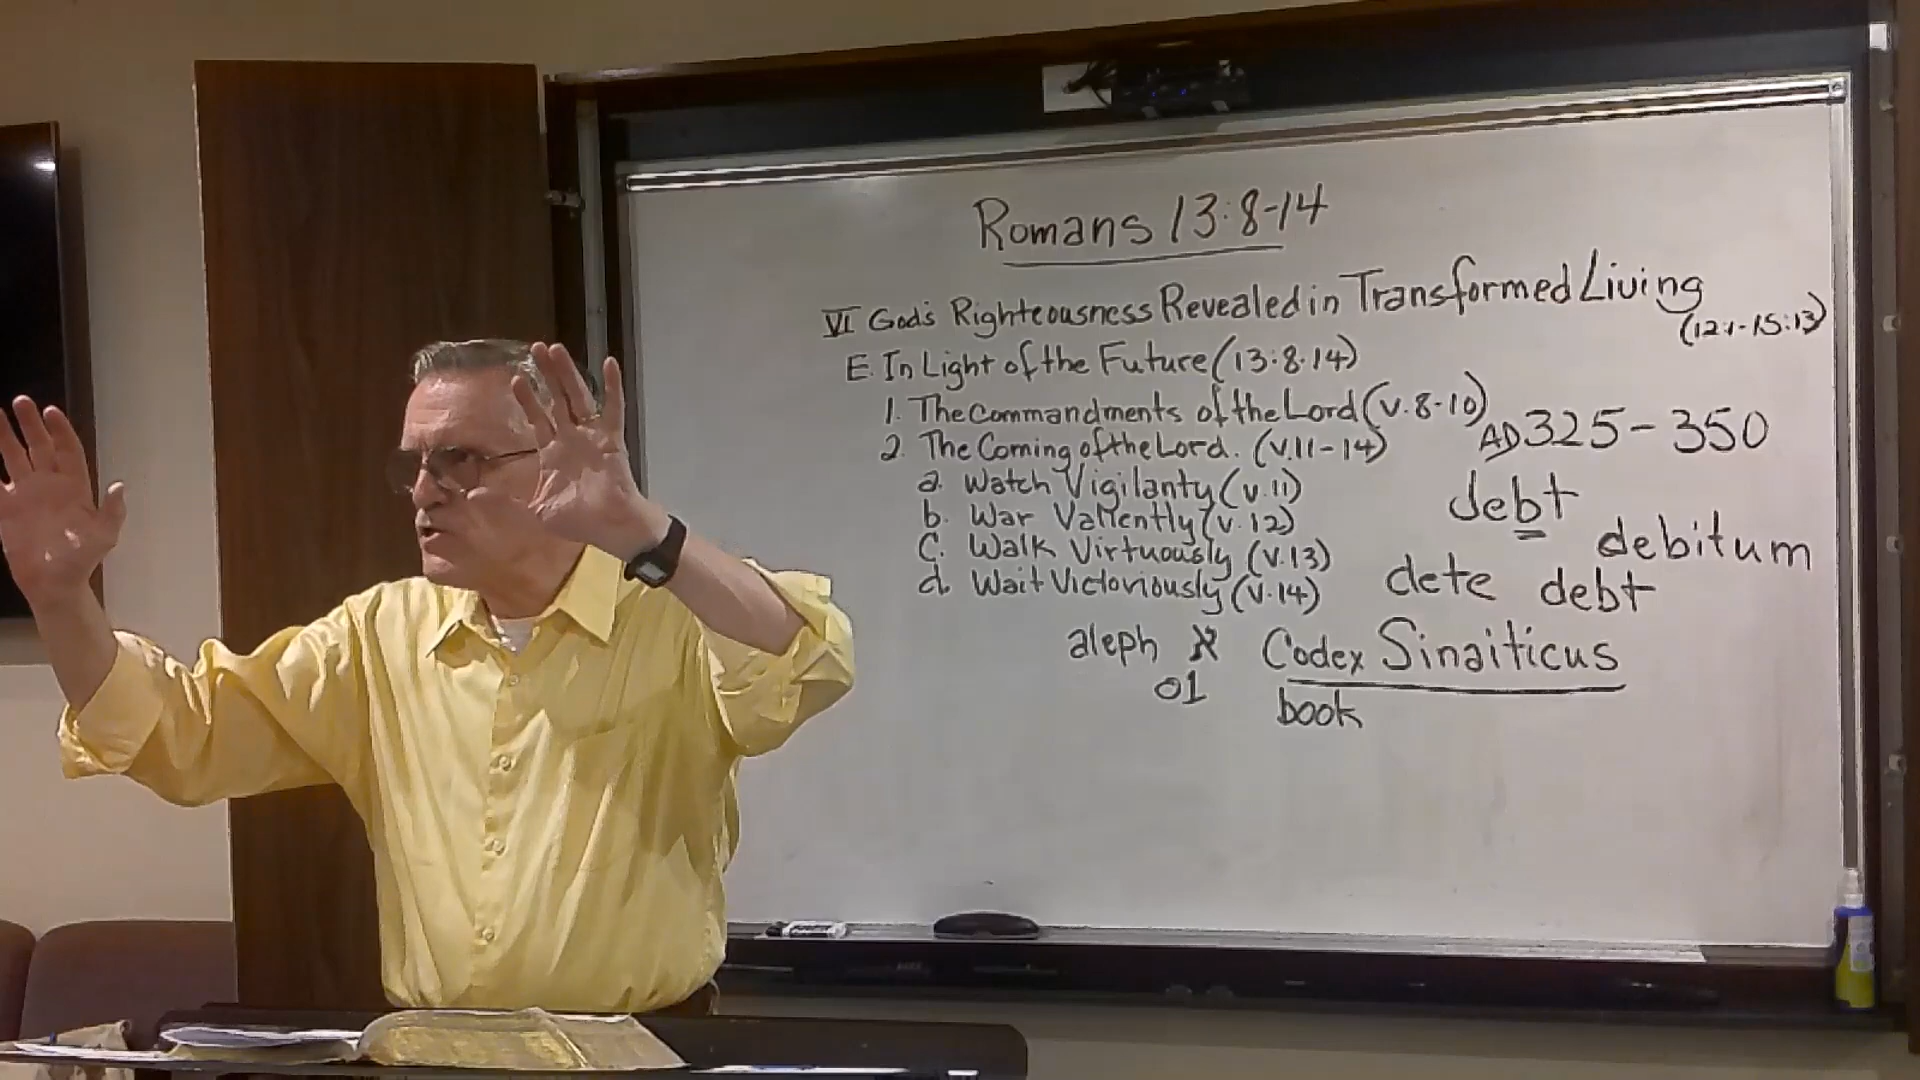 Romans 13:8-14
VI God's Righteousness Revealed in Transformed Living
(12:1-15:13)
E. In Light of the Future (13:8-14)
1. The Commandments of the Lord (v.8-10)
2. The Coming of the Lord. (v.11-14)
a. Watch Vigilanty (v.11)
b. War Valiently (v.12)
c. Walk Virtuously (v.13)
d. Wait Victoriously (v.14)
AD 325-350
debt
debitum
dete debt
aleph א Codex Sinaiticus
01 book